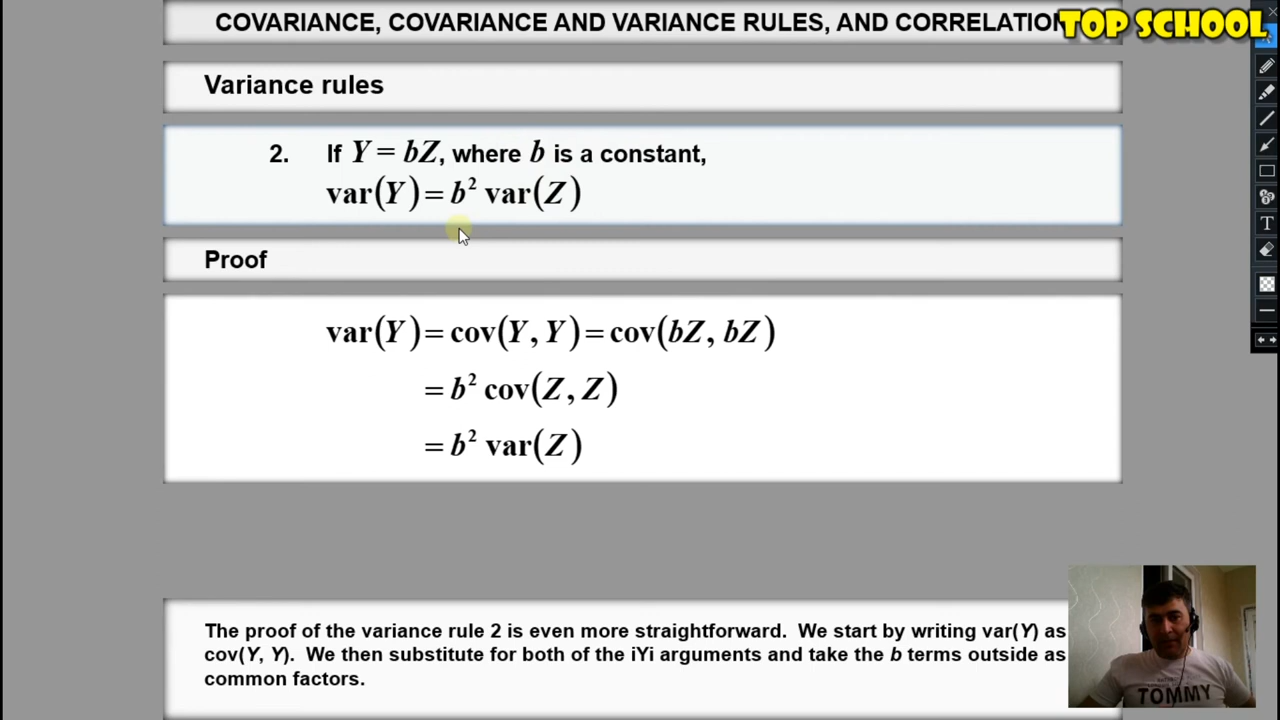 COVARIANCE, COVARIANCE AND VARIANCE RULES, AND CORRELATION
TOP SCHOOL
Variance rules
2. If Y = bZ, where b is a constant,
var(Y) = b² var(Z)
Proof
var(Y) = cov(Y, Y) = cov(bZ, bZ)
= b² cov(Z, Z)
= b² var(Z)
The proof of the variance rule 2 is even more straightforward. We start by writing var(Y) as
cov(Y, Y). We then substitute for both of the iYi arguments and take the b terms outside as
common factors.
TOMMY